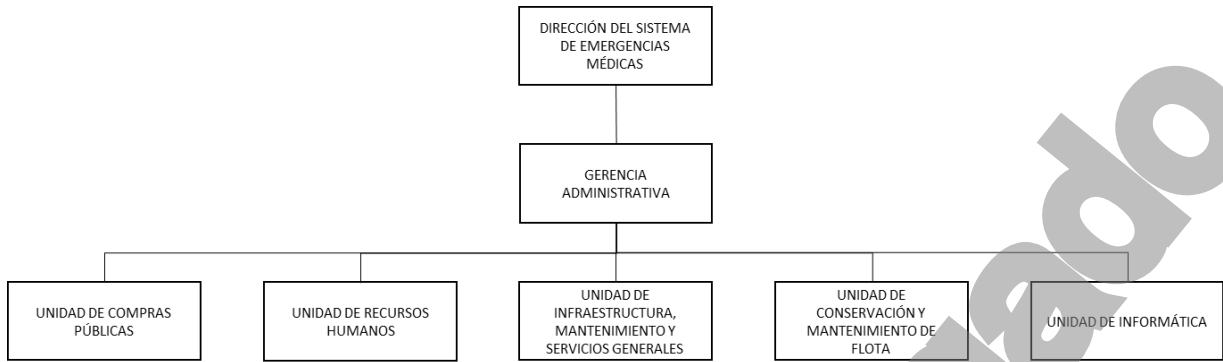 DIRECCIÓN DEL SISTEMA
DE EMERGENCIAS
MÉDICAS
GERENCIA
ADMINISTRATIVA
UNIDAD DE COMPRAS
PÚBLICAS
UNIDAD DE RECURSOS
HUMANOS
UNIDAD DE
INFRAESTRUCTURA,
MANTENIMIENTO Y
SERVICIOS GENERALES
UNIDAD DE
CONSERVACIÓN Y
MANTENIMIENTO DE
FLOTA
UNIDAD DE INFORMÁTICA